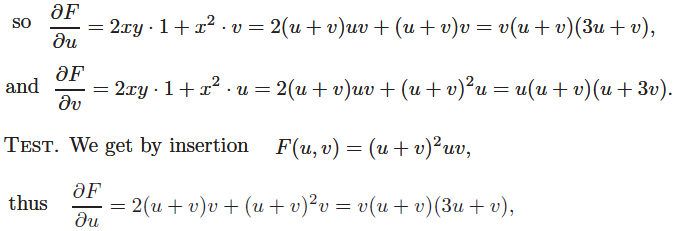 so ∂F/∂u = 2xy · 1 + x² · v = 2(u + v)uv + (u + v)v = v(u + v)(3u + v),
and ∂F/∂v = 2xy · 1 + x² · u = 2(u + v)uv + (u + v)²u = u(u + v)(u + 3v).
TEST. We get by insertion F(u, v) = (u + v)²uv,
thus ∂F/∂u = 2(u + v)v + (u + v)²v = v(u + v)(3u + v),